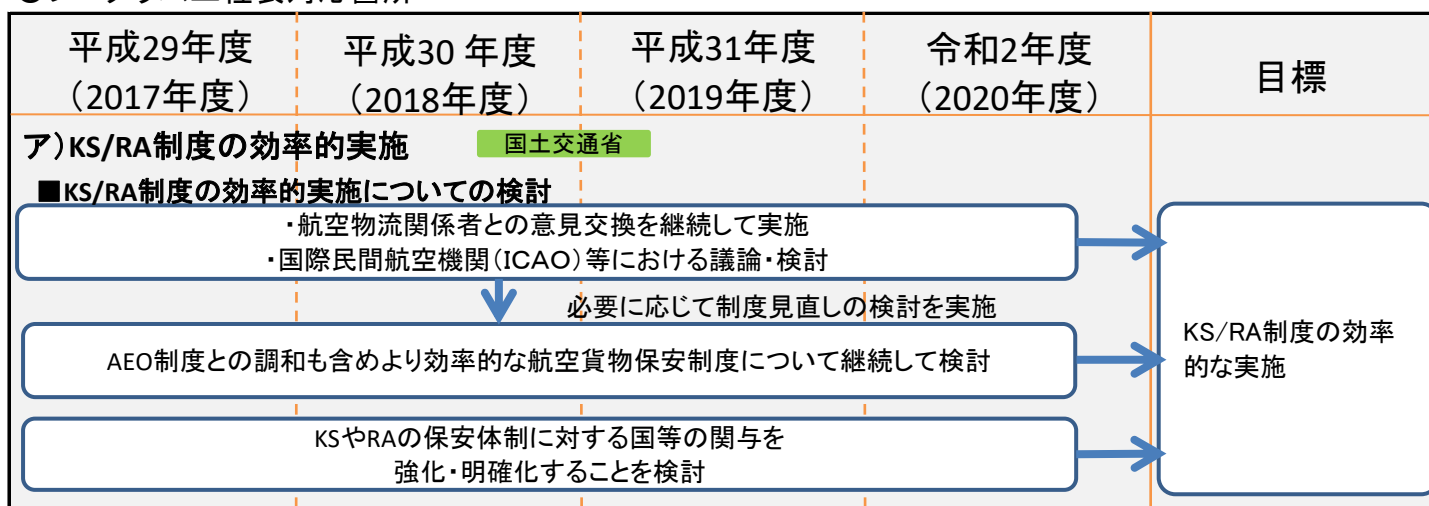 平成29年度
（2017年度）
平成30 年度
（2018年度）
平成31年度
（2019年度）
令和2年度
（2020年度）
目標
ア）KS/RA制度の効率的実施
国土交通省
■KS/RA制度の効率的実施についての検討
・航空物流関係者との意見交換を継続して実施
・国際民間航空機関（ICAO）等における議論・検討
必要に応じて制度見直しの検討を実施
AEO制度との調和も含めより効率的な航空貨物保安制度について継続して検討
KSやRAの保安体制に対する国等の関与を
強化・明確化することを検討
KS/RA制度の効率
的な実施